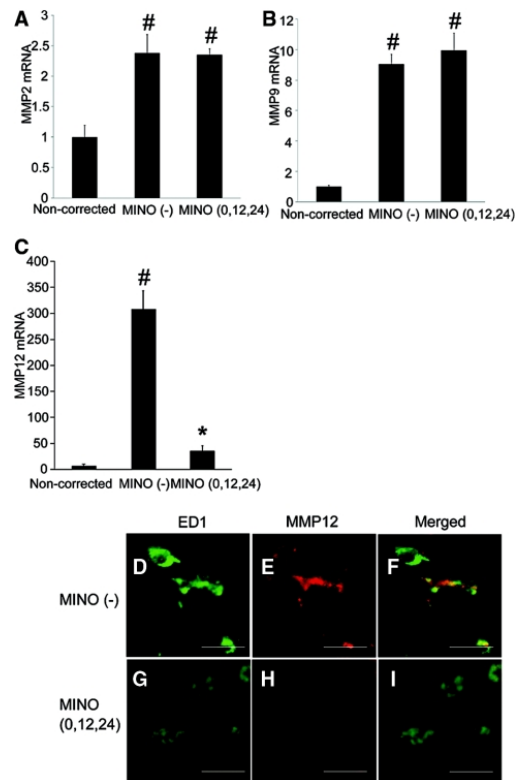 A
MMP2 mRNA
3
2.5
2
1.5
1
0.5
0
#
#
Non-corrected MINO (-) MINO (0,12,24)
B
MMP9 mRNA
12
10
8
6
4
2
0
#
#
Non-corrected MINO (-) MINO (0,12,24)
C
MMP12 mRNA
400
350
300
250
200
150
100
50
0
#
*
Non-corrected MINO (-) MINO (0,12,24)
ED1 MMP12 Merged
MINO (-)
D E F
MINO
(0,12,24)
G H I